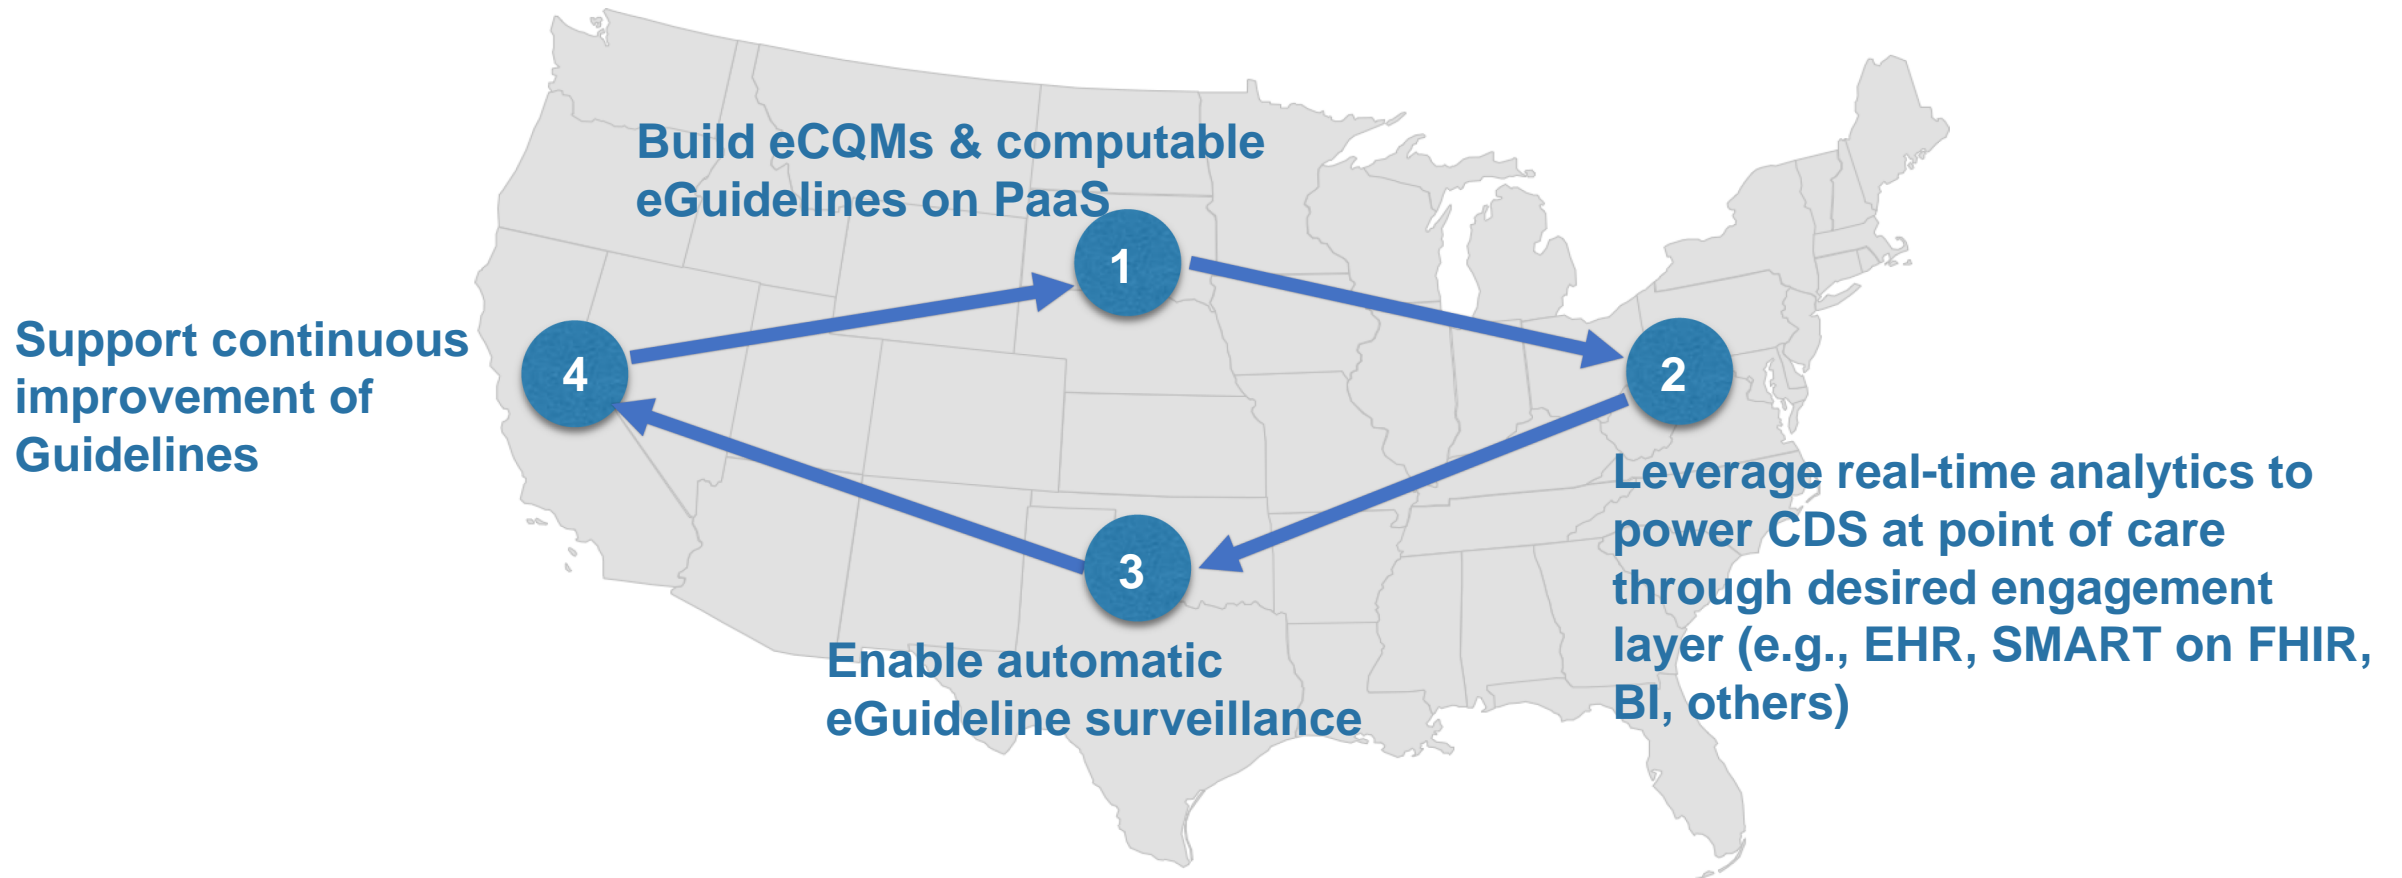 Build eCQMs & computable
eGuidelines on PaaS
1
2
Leverage real-time analytics to
power CDS at point of care
through desired engagement
layer (e.g., EHR, SMART on FHIR,
BI, others)
3
Enable automatic
eGuideline surveillance
4
Support continuous
improvement of
Guidelines